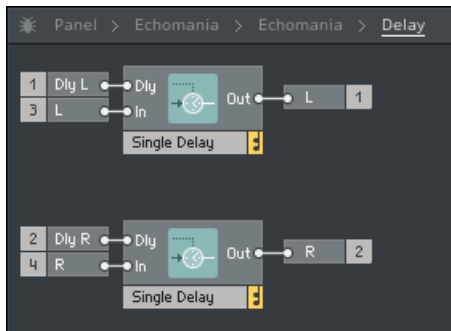 Panel > Echomania > Echomania > Delay
1 Dly L Dly
Out L 1
3 L In
Single Delay
2 Dly R Dly
Out R 2
4 R In
Single Delay